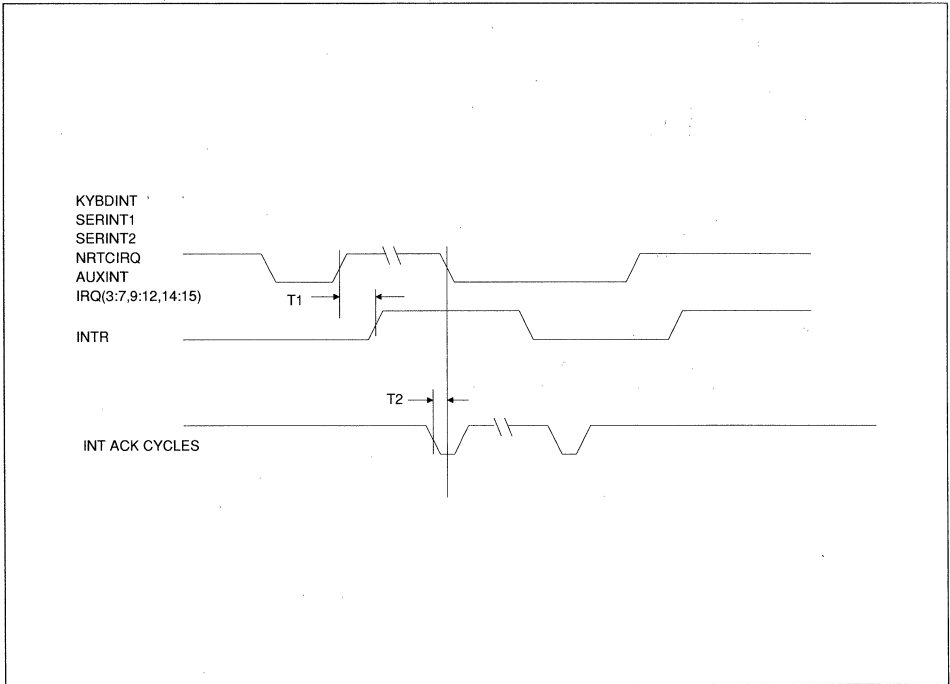 KYBDINT
SERINT1
SERINT2
NRTCIRQ
AUXINT
IRQ(3:7,9:12,14:15)
T1
INTR
T2
INT ACK CYCLES